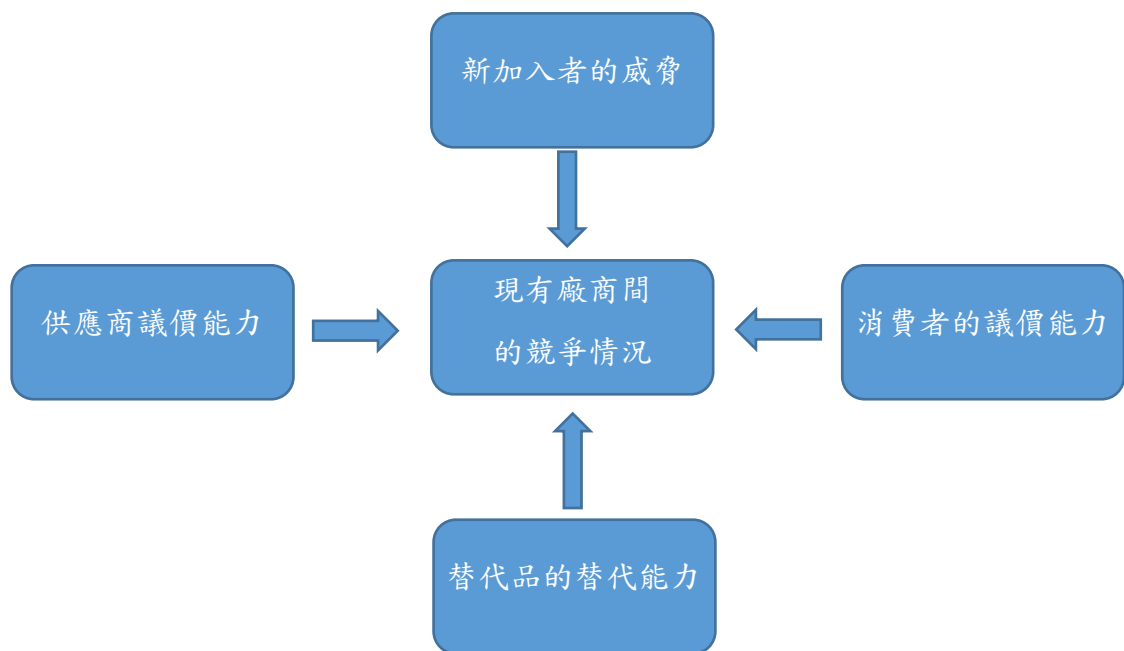 新加入者的威脅
供應商議價能力
現有廠商間
的競爭情況
消費者的議價能力
替代品的替代能力